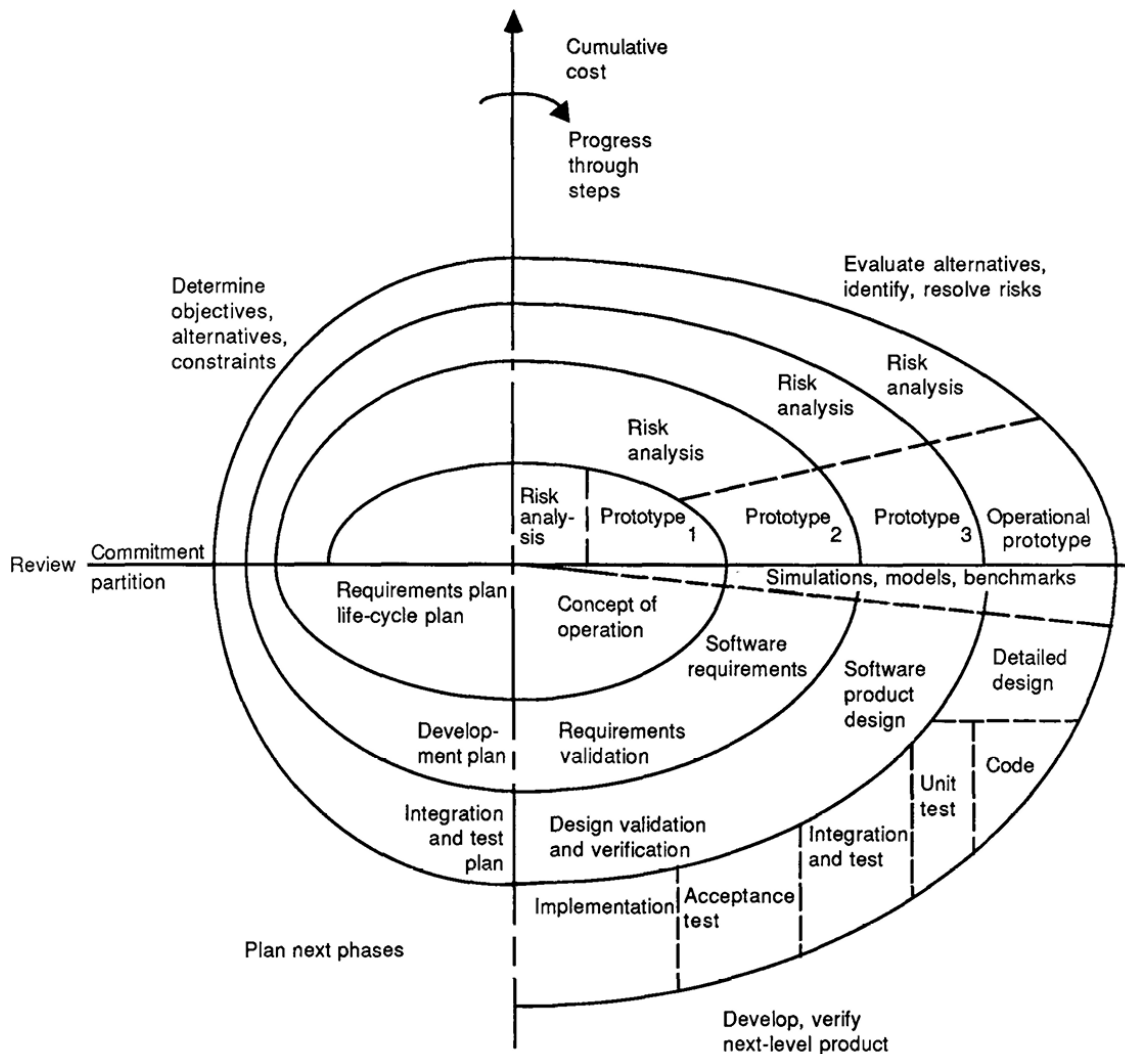 Cumulative
cost
Progress
through
steps
Determine
objectives,
alternatives,
constraints
Evaluate alternatives,
identify, resolve risks
Risk
analysis
Risk
analysis
Risk
analysis
Risk
analy-
sis
Prototype 1
Prototype 2
Prototype 3
Operational
prototype
Review
Commitment
partition
Simulations, models, benchmarks
Requirements plan
life-cycle plan
Concept of
operation
Software
requirements
Software
product
design
Detailed
design
Develop-
ment plan
Requirements
validation
Code
Unit
test
Integration
and test
plan
Design validation
and verification
Integration
and test
Acceptance
test
Implementation
Plan next phases
Develop, verify
next-level product